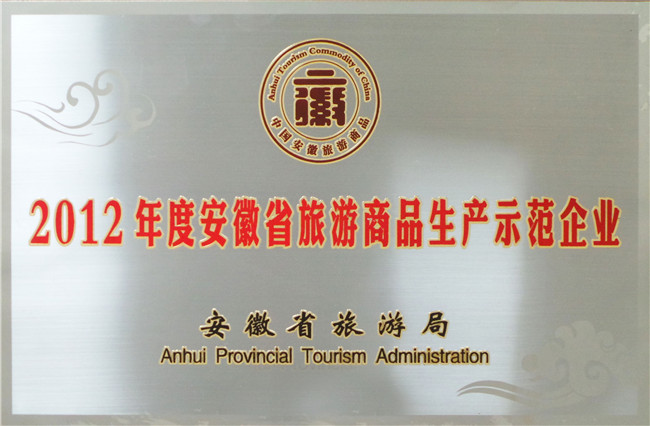 Anhui Tourism Commodity of China
徽
中国安徽旅游商品
2012年度安徽省旅游商品生产示范企业
安徽省旅游局
Anhui Provincial Tourism Administration